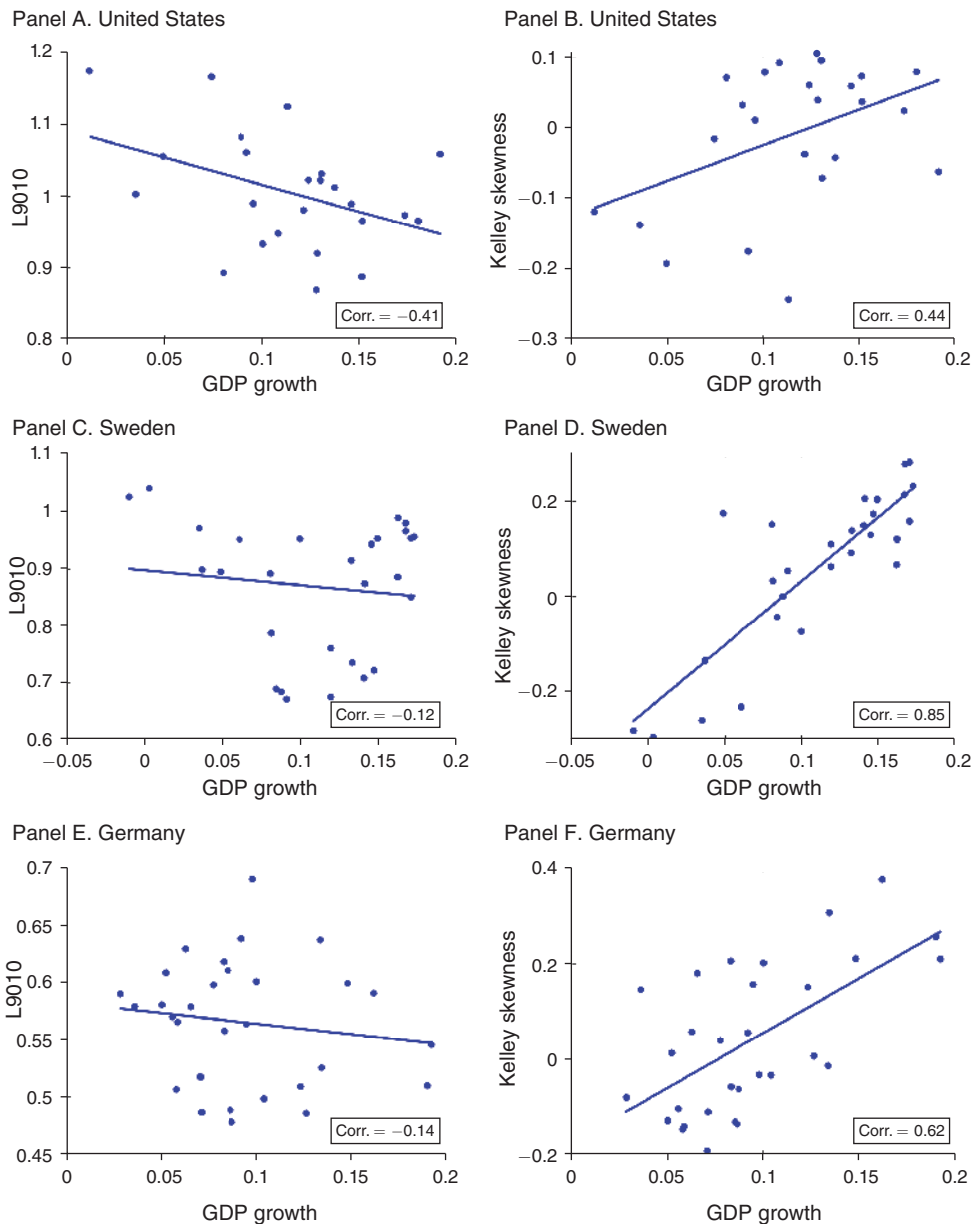 Panel A. United States
1.2
1.1
1
0.9
0.8
L9010
Corr. = −0.41
0
0.05
0.1
0.15
0.2
GDP growth
Panel B. United States
0.1
0
−0.1
−0.2
−0.3
Kelley skewness
Corr. = 0.44
0
0.05
0.1
0.15
0.2
GDP growth
Panel C. Sweden
1.1
1
0.9
0.8
0.7
0.6
L9010
Corr. = −0.12
−0.05
0
0.05
0.1
0.15
0.2
GDP growth
Panel D. Sweden
0.2
0
−0.2
Kelley skewness
Corr. = 0.85
−0.05
0
0.05
0.1
0.15
0.2
GDP growth
Panel E. Germany
0.7
0.65
0.6
0.55
0.5
0.45
L9010
Corr. = −0.14
0
0.05
0.1
0.15
0.2
GDP growth
Panel F. Germany
0.4
0.2
0
−0.2
Kelley skewness
Corr. = 0.62
0
0.05
0.1
0.15
0.2
GDP growth